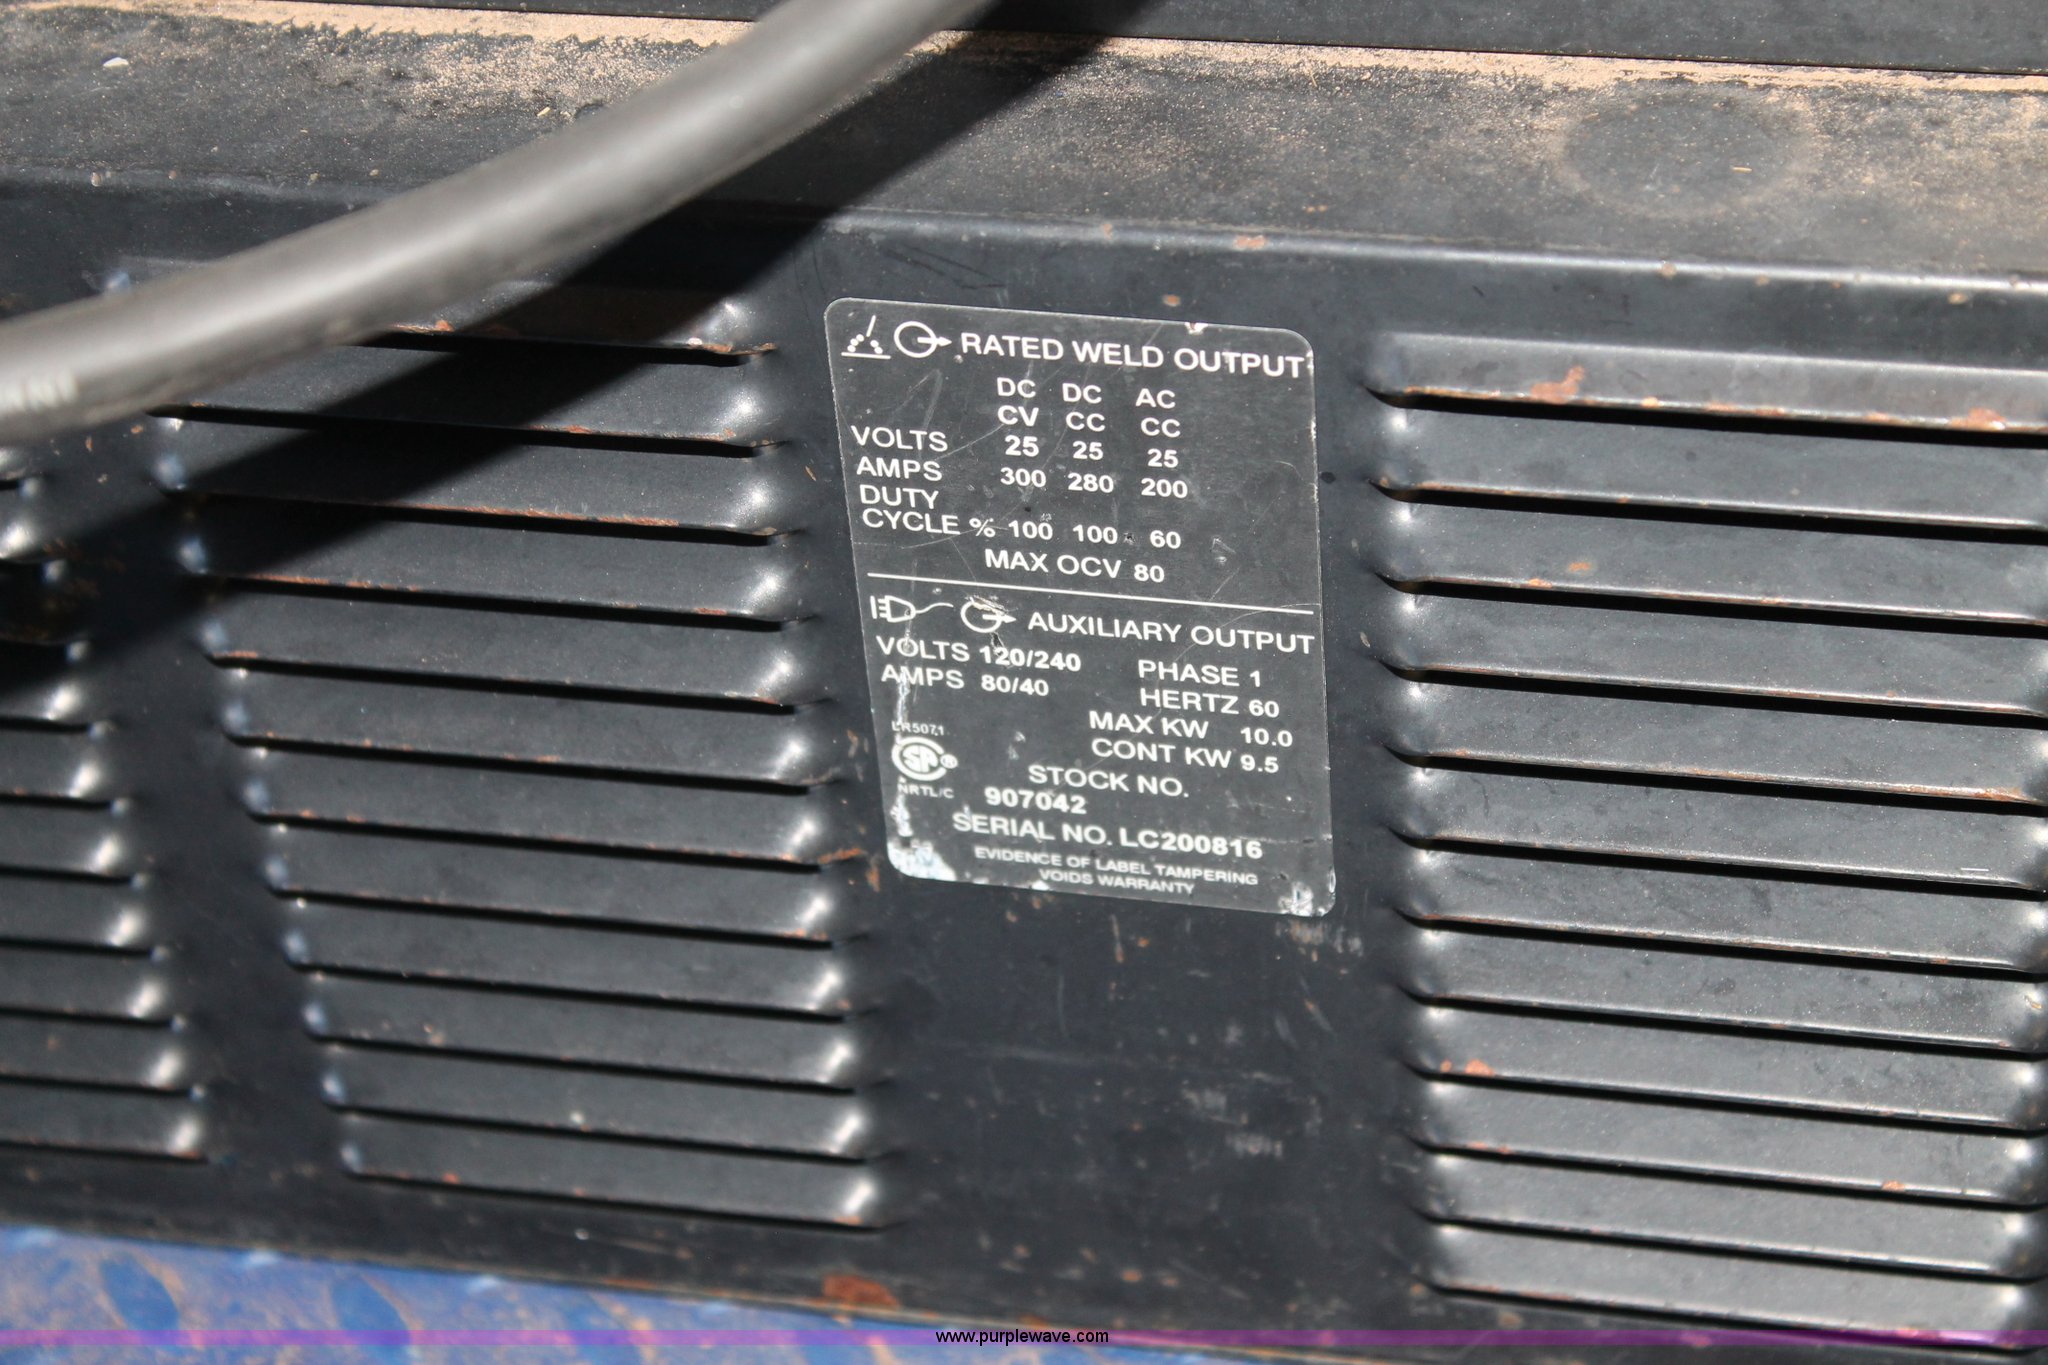 RATED WELD OUTPUT
DC DC AC
CV CC CC
VOLTS 25 25 25
AMPS 300 280 200
DUTY
CYCLE % 100 100 60
MAX OCV 80
AUXILIARY OUTPUT
VOLTS 120/240 PHASE 1
AMPS 80/40 HERTZ 60
MAX KW 10.0
CONT KW 9.5
LR5071
NRTL/C
STOCK NO.
907042
SERIAL NO. LC200816
EVIDENCE OF LABEL TAMPERING
VOIDS WARRANTY
www.purplewave.com